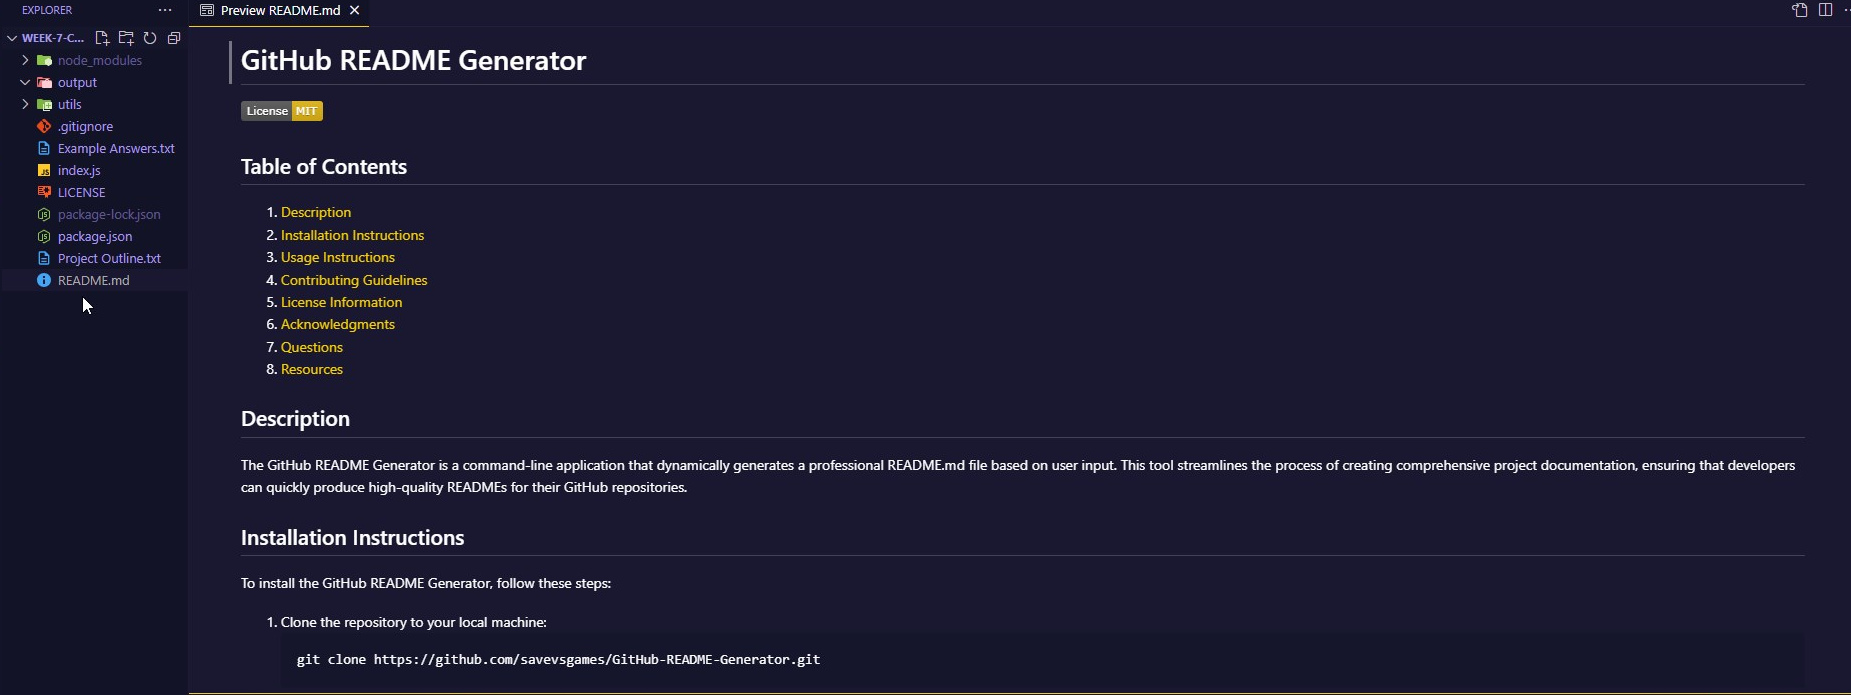 EXPLORER
WEEK-7-C...
node_modules
output
utils
.gitignore
Example Answers.txt
index.js
LICENSE
package-lock.json
package.json
Project Outline.txt
README.md
Preview README.md
GitHub README Generator
License MIT
Table of Contents
1. Description
2. Installation Instructions
3. Usage Instructions
4. Contributing Guidelines
5. License Information
6. Acknowledgments
7. Questions
8. Resources
Description
The GitHub README Generator is a command-line application that dynamically generates a professional README.md file based on user input. This tool streamlines the process of creating comprehensive project documentation, ensuring that developers
can quickly produce high-quality READMEs for their GitHub repositories.
Installation Instructions
To install the GitHub README Generator, follow these steps:
1. Clone the repository to your local machine:
git clone https://github.com/savevsgames/GitHub-README-Generator.git